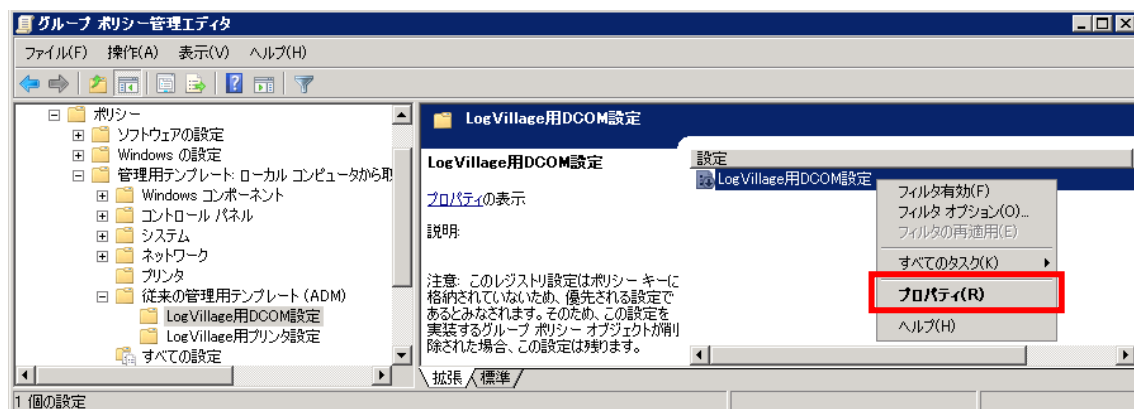 グループ ポリシー管理エディタ
ファイル(F) 操作(A) 表示(V) ヘルプ(H)
ポリシー
ソフトウェアの設定
Windows の設定
管理用テンプレート: ローカル コンピュータから取
Windows コンポーネント
コントロール パネル
システム
ネットワーク
プリンタ
従来の管理用テンプレート (ADM)
LogVillage用DCOM設定
LogVillage用プリンタ設定
すべての設定
LogVillage用DCOM設定
LogVillage用DCOM設定
プロパティの表示
説明:
注意: このレジストリ設定はポリシー キーに
格納されていないため、優先される設定で
あるとみなされます。そのため、この設定を
実装するグループ ポリシー オブジェクトが削
除された場合、この設定は残ります。
設定
LogVillage用DCOM設定
フィルタ有効(F)
フィルタ オプション(O)...
フィルタの再適用(E)
すべてのタスク(K)
プロパティ(R)
ヘルプ(H)
拡張 標準
1 個の設定